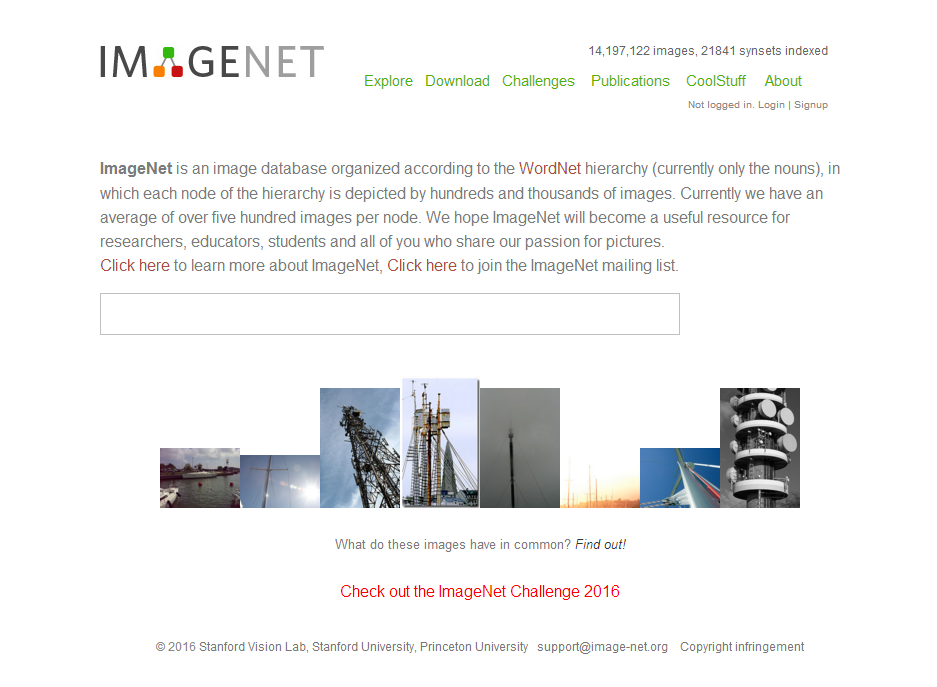 IMAGENET
14,197,122 images, 21841 synsets indexed
Explore Download Challenges Publications CoolStuff About
Not logged in. Login | Signup
ImageNet is an image database organized according to the WordNet hierarchy (currently only the nouns), in
which each node of the hierarchy is depicted by hundreds and thousands of images. Currently we have an
average of over five hundred images per node. We hope ImageNet will become a useful resource for
researchers, educators, students and all of you who share our passion for pictures.
Click here to learn more about ImageNet, Click here to join the ImageNet mailing list.
What do these images have in common? Find out!
Check out the ImageNet Challenge 2016
© 2016 Stanford Vision Lab, Stanford University, Princeton University support@image-net.org Copyright infringement